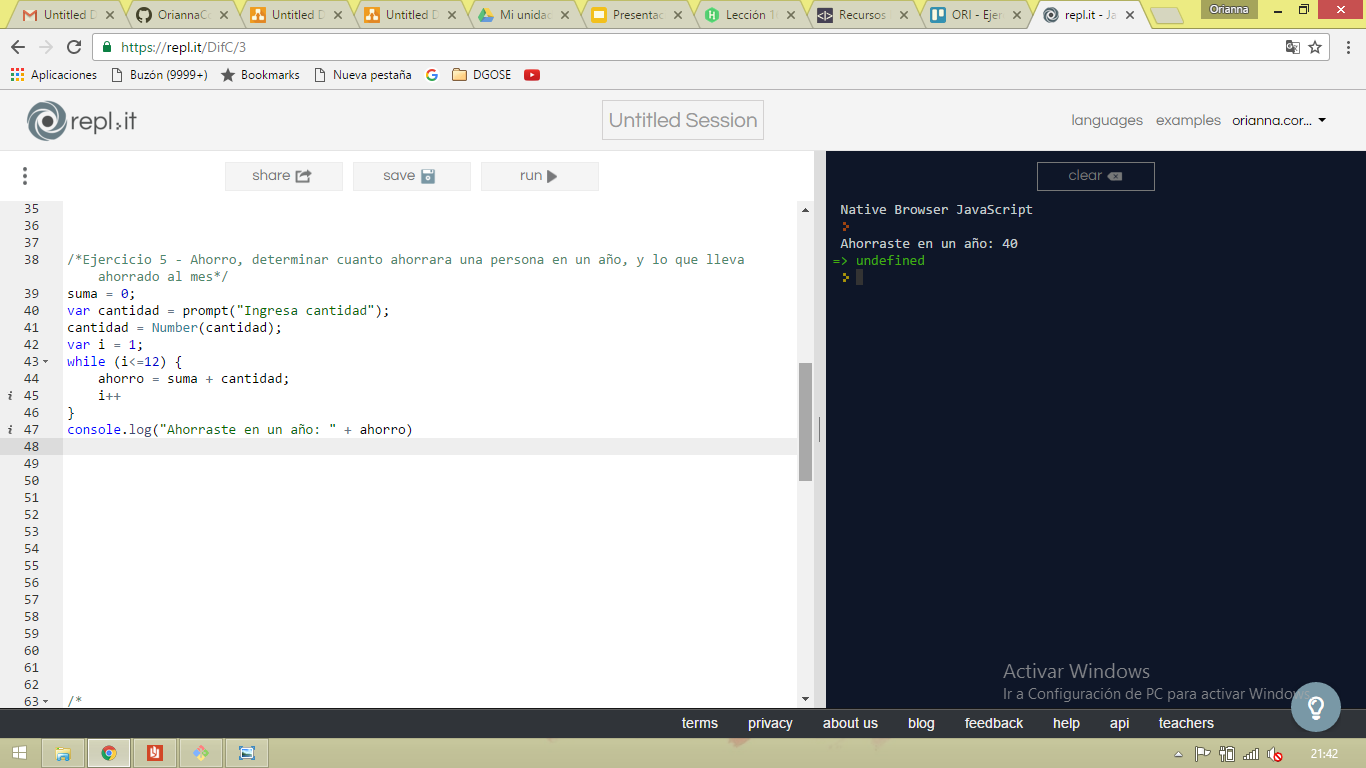 Untitled D
OriannaCo
Untitled D
Untitled D
Mi unidad
Presentac
Lección 1
Recursos
ORI - Ejer
repl.it - Ja
Orianna
https://repl.it/DifC/3
Aplicaciones
Buzón (9999+)
Bookmarks
Nueva pestaña
DGOSE
repl.it
Untitled Session
languages
examples
orianna.cor...
share
save
run
clear
35
36
37
38 /*Ejercicio 5 - Ahorro, determinar cuanto ahorrara una persona en un año, y lo que lleva
ahorrado al mes*/
39 suma = 0;
40 var cantidad = prompt("Ingresa cantidad");
41 cantidad = Number(cantidad);
42 var i = 1;
43 while (i<=12) {
44 ahorro = suma + cantidad;
i 45 i++
46 }
i 47 console.log("Ahorraste en un año: " + ahorro)
48
49
50
51
52
53
54
55
56
57
58
59
60
61
62
63 /*
Native Browser JavaScript
Ahorraste en un año: 40
=> undefined
Activar Windows
Ir a Configuración de PC para activar Windows.
terms
privacy
about us
blog
feedback
help
api
teachers
21:42